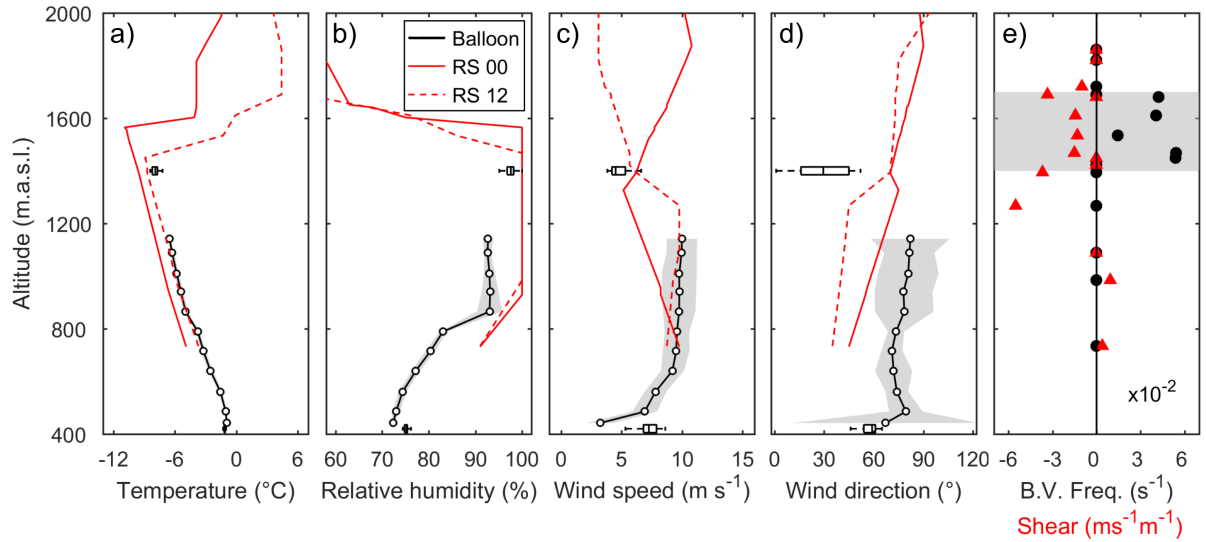 a)
b)
c)
d)
e)
Balloon
RS 00
RS 12
2000
1600
1200
800
400
Altitude (m.a.s.l.)
-12 -6 0 6
60 70 80 90 100
0 5 10 15
0 30 60 90 122
-6 -3 0 3 6
x10⁻²
Temperature (°C)
Relative humidity (%)
Wind speed (m s⁻¹)
Wind direction (°)
B.V. Freq. (s⁻¹)
Shear (ms⁻¹m⁻¹)